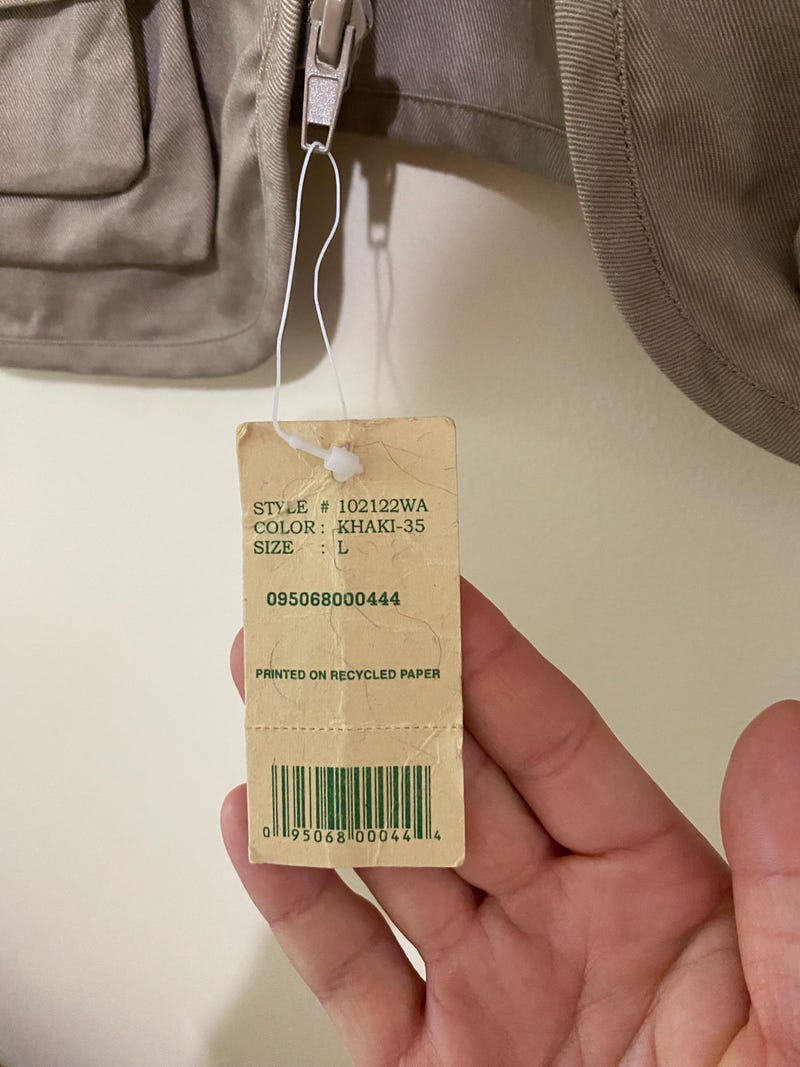 STYLE # 102122WA
COLOR : KHAKI-35
SIZE : L
095068000444
PRINTED ON RECYCLED PAPER
0 95068 00044 4